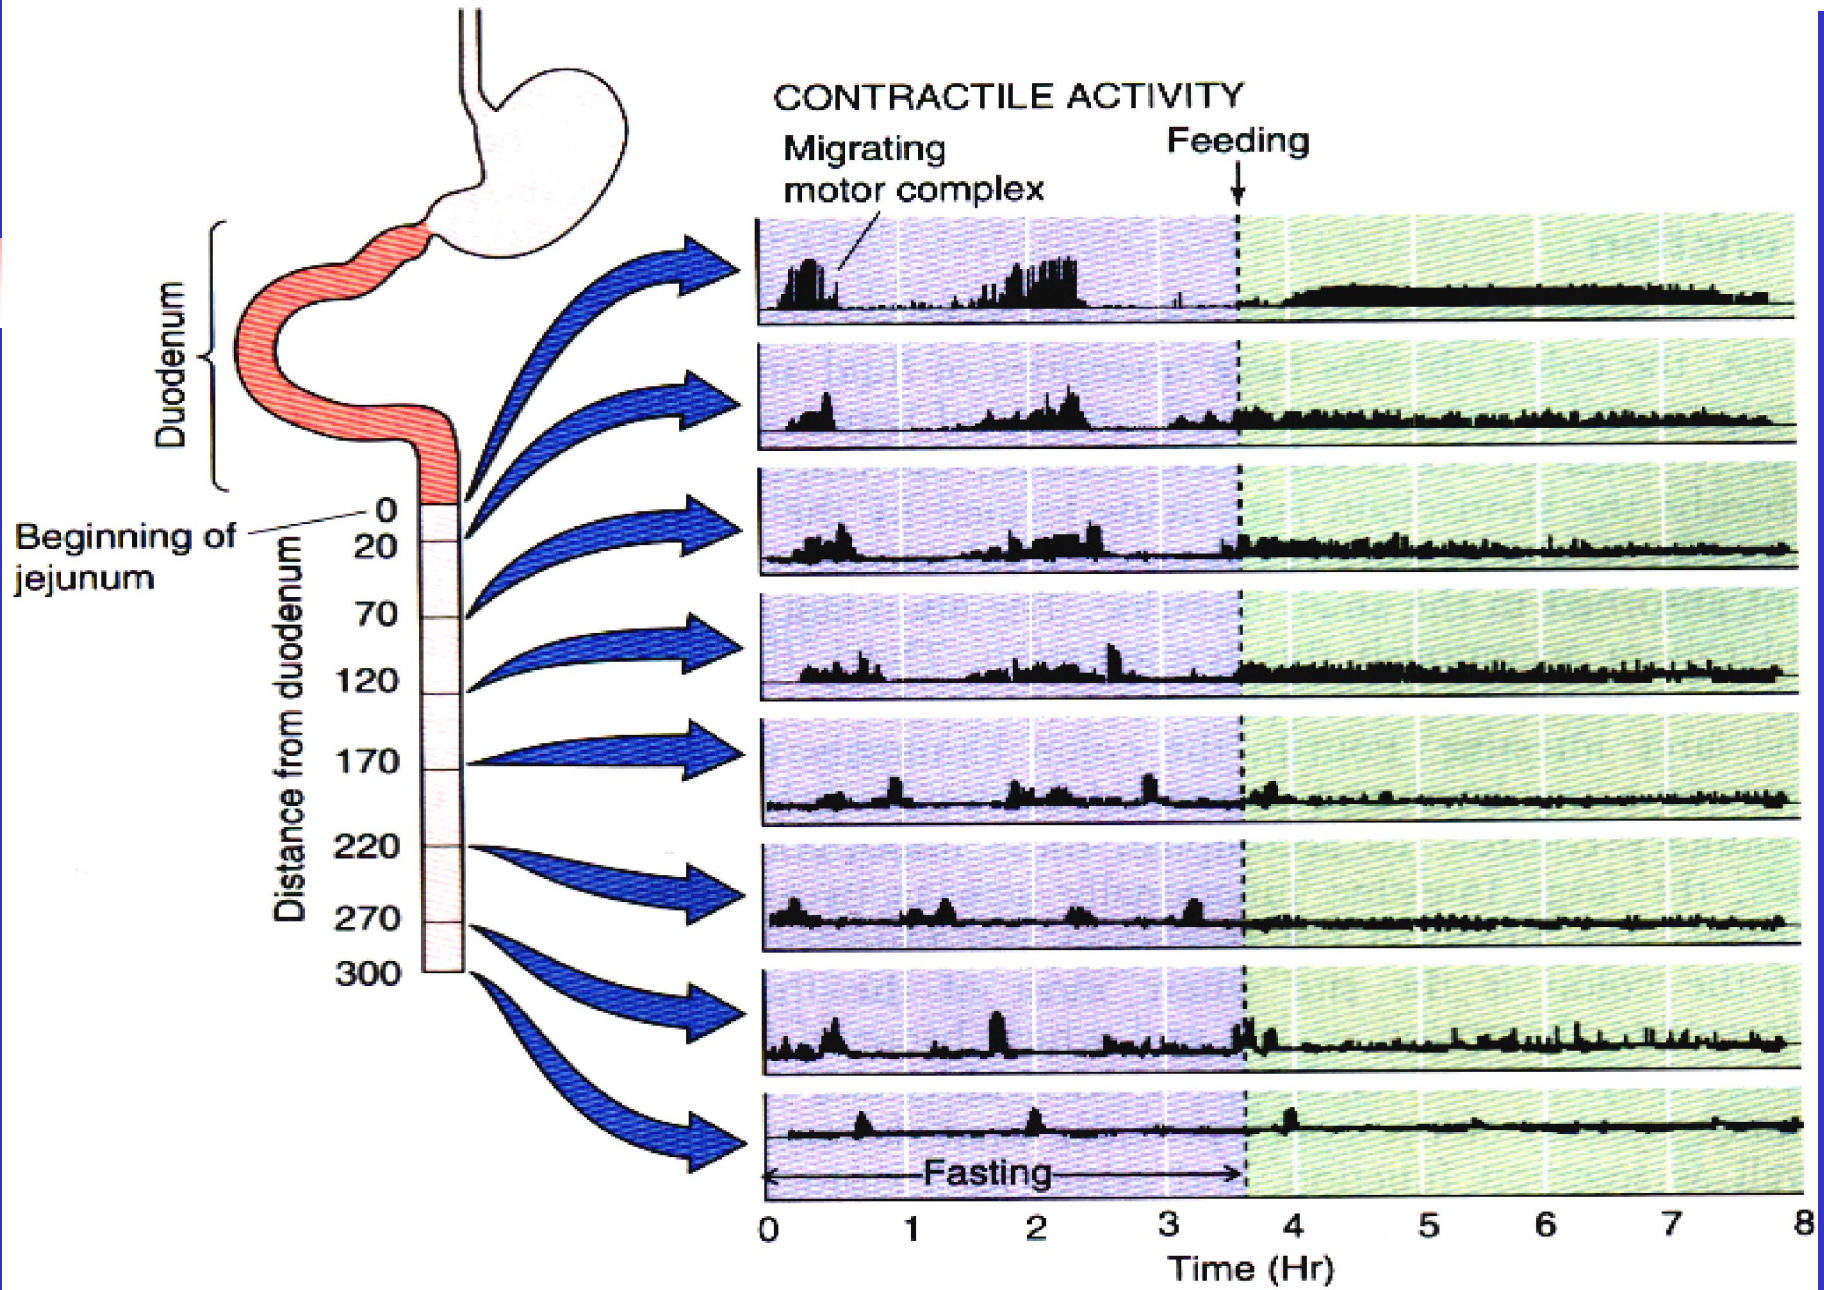 CONTRACTILE ACTIVITY
Migrating
motor complex
Feeding
Duodenum
Beginning of
jejunum
Distance from duodenum
0
20
70
120
170
220
270
300
Fasting
0 1 2 3 4 5 6 7 8
Time (Hr)